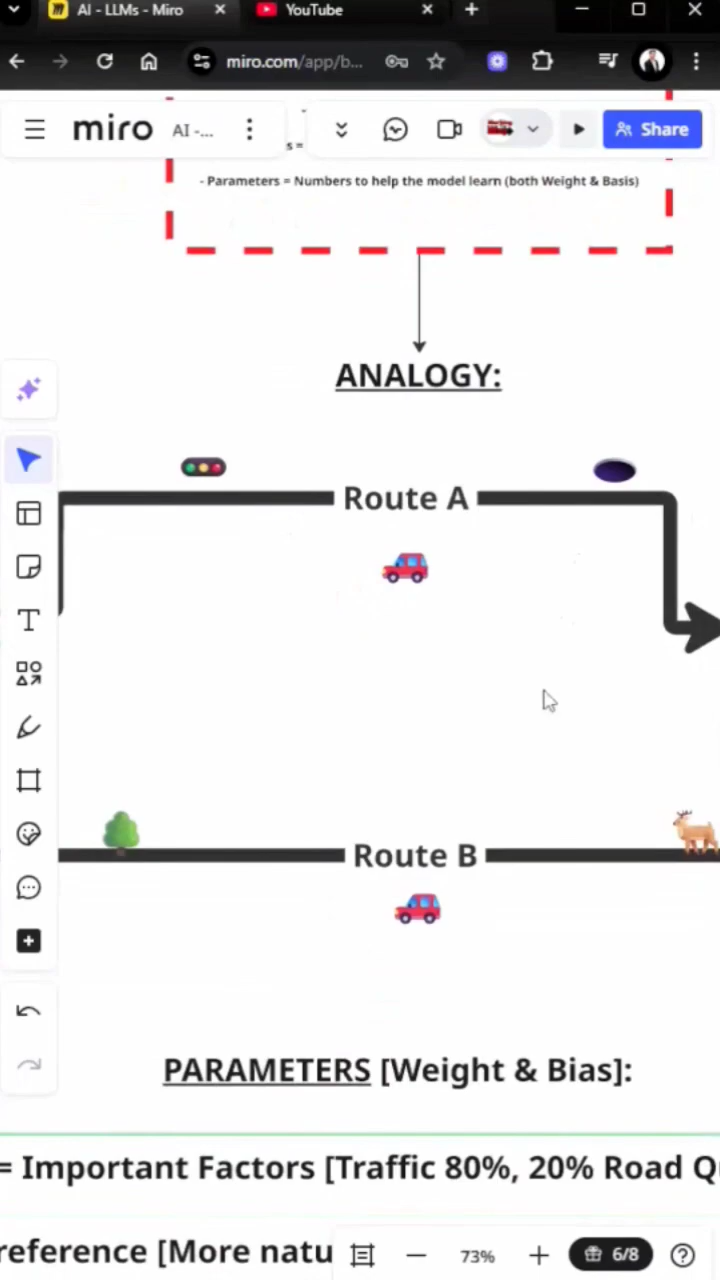 AI - LLMs - Miro
YouTube
miro.com/app/b...
miro
AI -...
Share
s =
- Parameters = Numbers to help the model learn (both Weight & Basis)
ANALOGY:
Route A
Route B
PARAMETERS [Weight & Bias]:
= Important Factors [Traffic 80%, 20% Road Qu
reference [More natu
73%
6/8